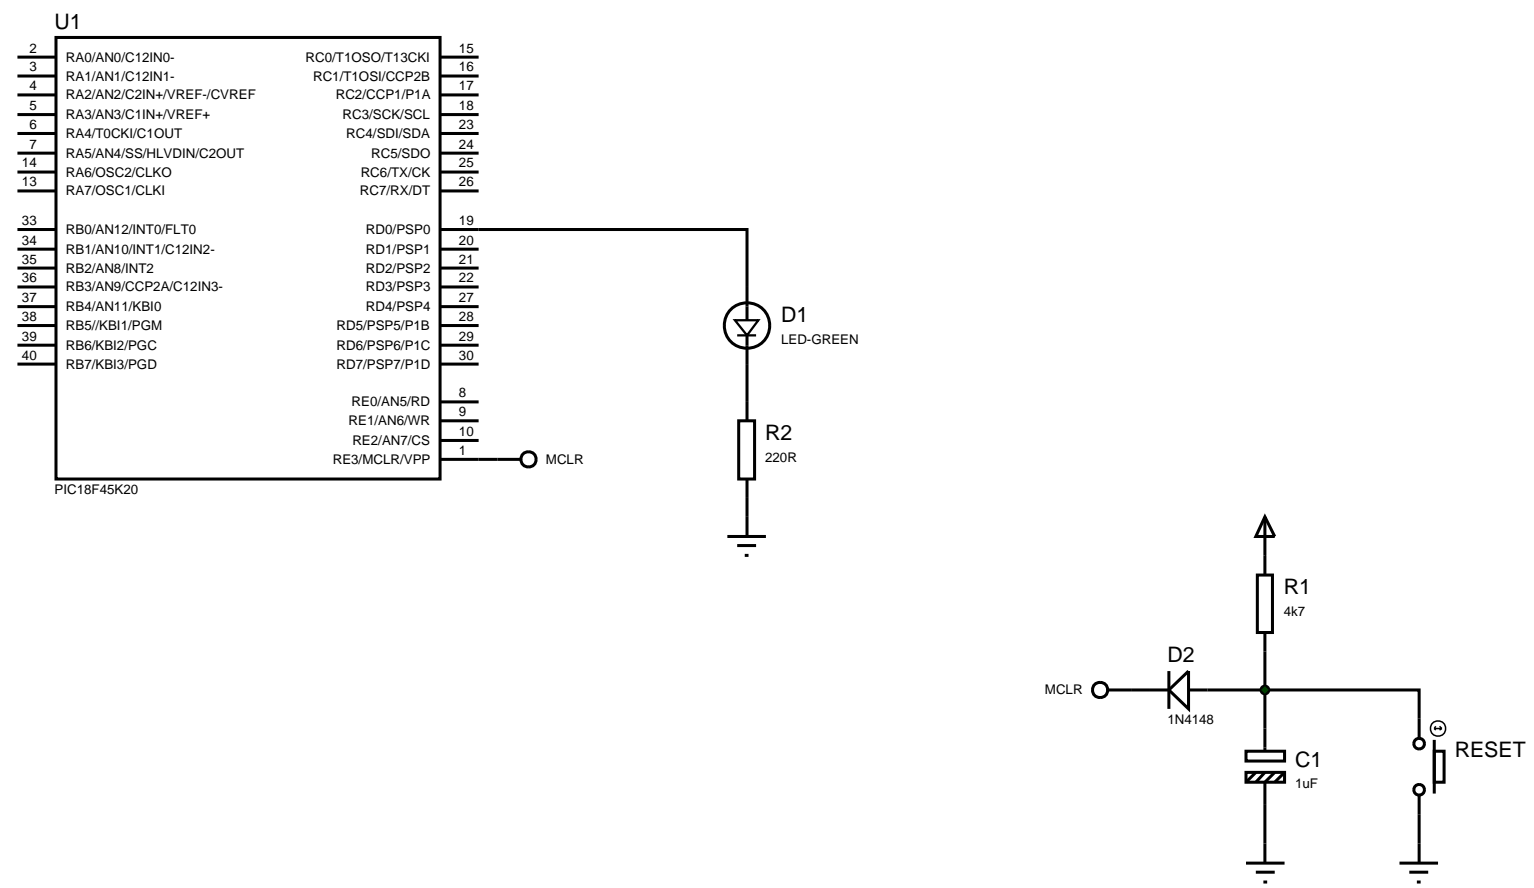 U1
2 RA0/AN0/C12IN0- RC0/T1OSO/T13CKI 15
3 RA1/AN1/C12IN1- RC1/T1OSI/CCP2B 16
4 RA2/AN2/C2IN+/VREF-/CVREF RC2/CCP1/P1A 17
5 RA3/AN3/C1IN+/VREF+ RC3/SCK/SCL 18
6 RA4/T0CKI/C1OUT RC4/SDI/SDA 23
7 RA5/AN4/SS/HLVDIN/C2OUT RC5/SDO 24
14 RA6/OSC2/CLKO RC6/TX/CK 25
13 RA7/OSC1/CLKI RC7/RX/DT 26
33 RB0/AN12/INT0/FLT0 RD0/PSP0 19
34 RB1/AN10/INT1/C12IN2- RD1/PSP1 20
35 RB2/AN8/INT2 RD2/PSP2 21
36 RB3/AN9/CCP2A/C12IN3- RD3/PSP3 22
37 RB4/AN11/KBI0 RD4/PSP4 27
38 RB5//KBI1/PGM RD5/PSP5/P1B 28
39 RB6/KBI2/PGC RD6/PSP6/P1C 29
40 RB7/KBI3/PGD RD7/PSP7/P1D 30
RE0/AN5/RD 8
RE1/AN6/WR 9
RE2/AN7/CS 10
RE3/MCLR/VPP 1 MCLR
PIC18F45K20
D1
LED-GREEN
R2
220R
R1
4k7
D2
MCLR
1N4148
C1
1uF
RESET